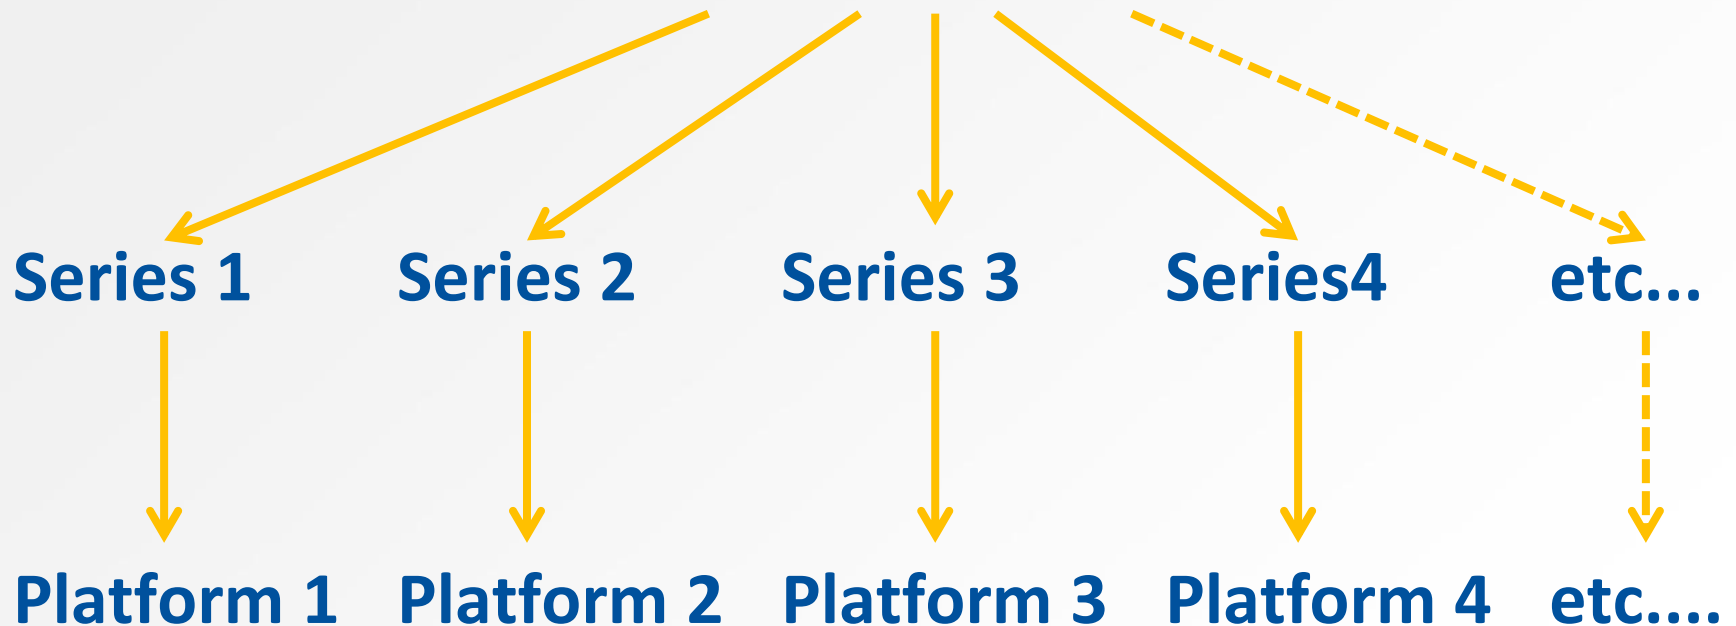 Series 1 Series 2 Series 3 Series4 etc...
Platform 1 Platform 2 Platform 3 Platform 4 etc....